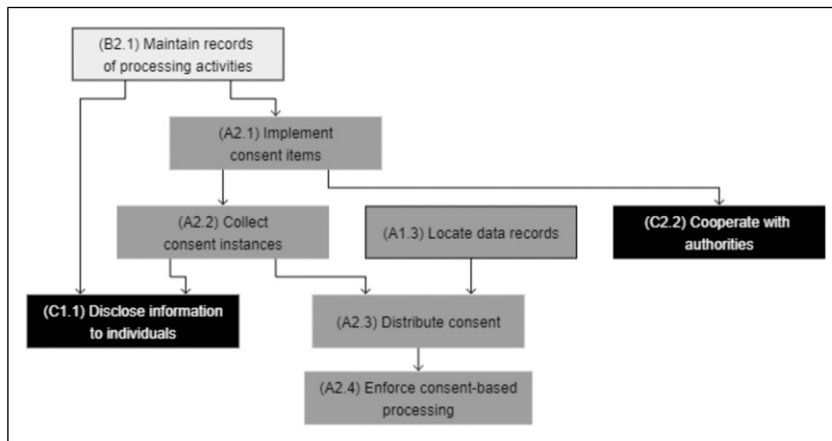 (B2.1) Maintain records
of processing activities
(A2.1) Implement
consent items
(A2.2) Collect
consent instances
(A1.3) Locate data records
(C2.2) Cooperate with
authorities
(C1.1) Disclose information
to individuals
(A2.3) Distribute consent
(A2.4) Enforce consent-based
processing